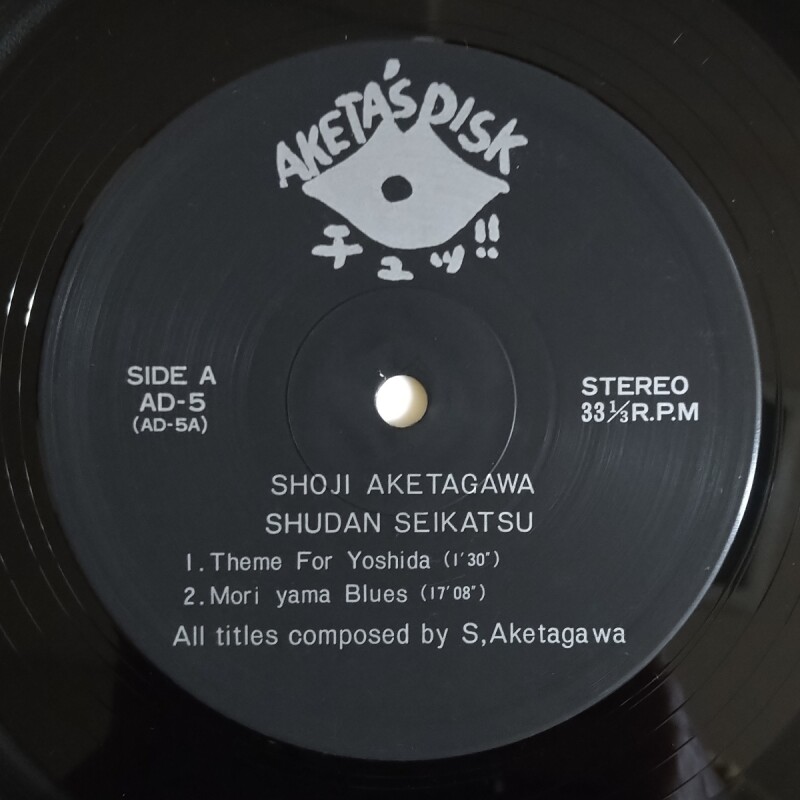 AKETA'S DISK
チュッ!!
SIDE A
AD-5
(AD-5A)
STEREO
33⅓R.P.M
SHOJI AKETAGAWA
SHUDAN SEIKATSU
1.Theme For Yoshida (1'30")
2.Mori yama Blues (17'08")
All titles composed by S,Aketagawa